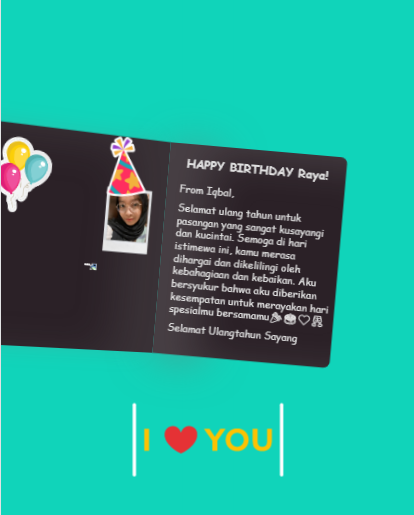 HAPPY BIRTHDAY Raya!
From Iqbal,
Selamat ulang tahun untuk
pasangan yang sangat kusayangi
dan kucintai. Semoga di hari
istimewa ini, kamu merasa
dihargai dan dikelilingi oleh
kebahagiaan dan kebaikan. Aku
bersyukur bahwa aku diberikan
kesempatan untuk merayakan hari
spesialmu bersamamu🎉🎂🤍🧸
Selamat Ulangtahun Sayang
I ❤ YOU